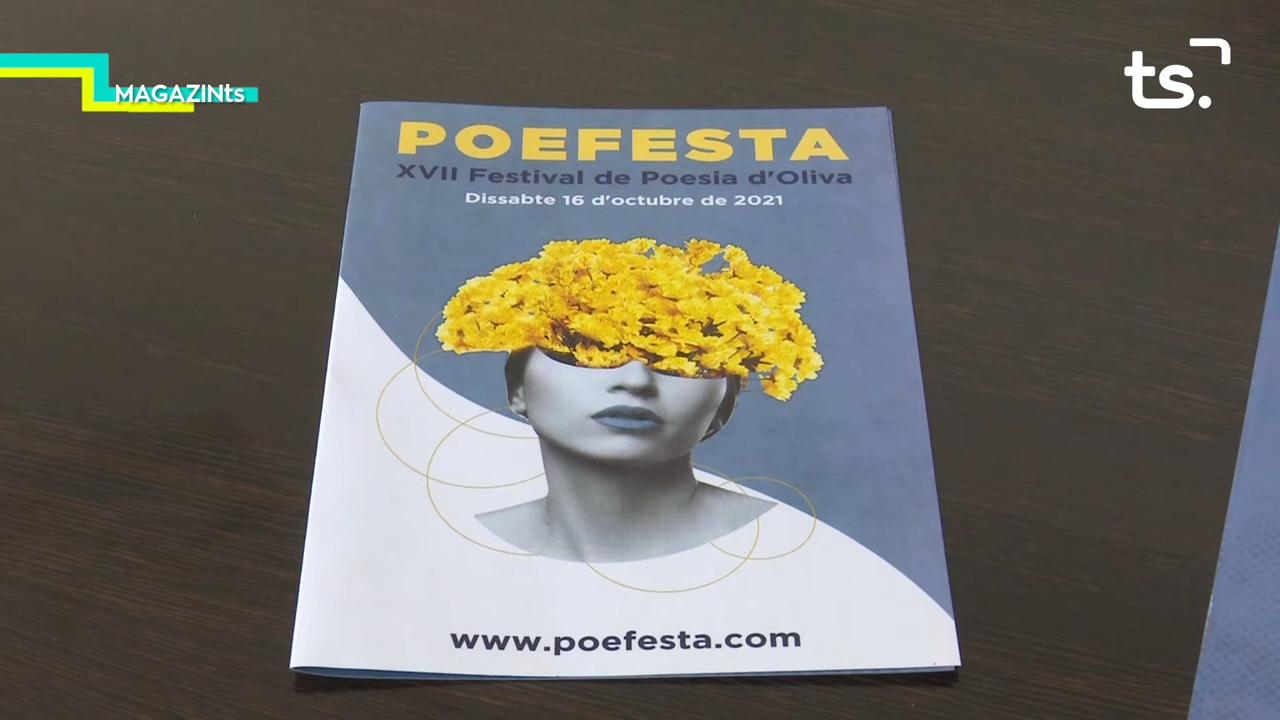 MAGAZINts
ts.
POEFESTA
XVII Festival de Poesia d'Oliva
Dissabte 16 d'octubre de 2021
www.poefesta.com